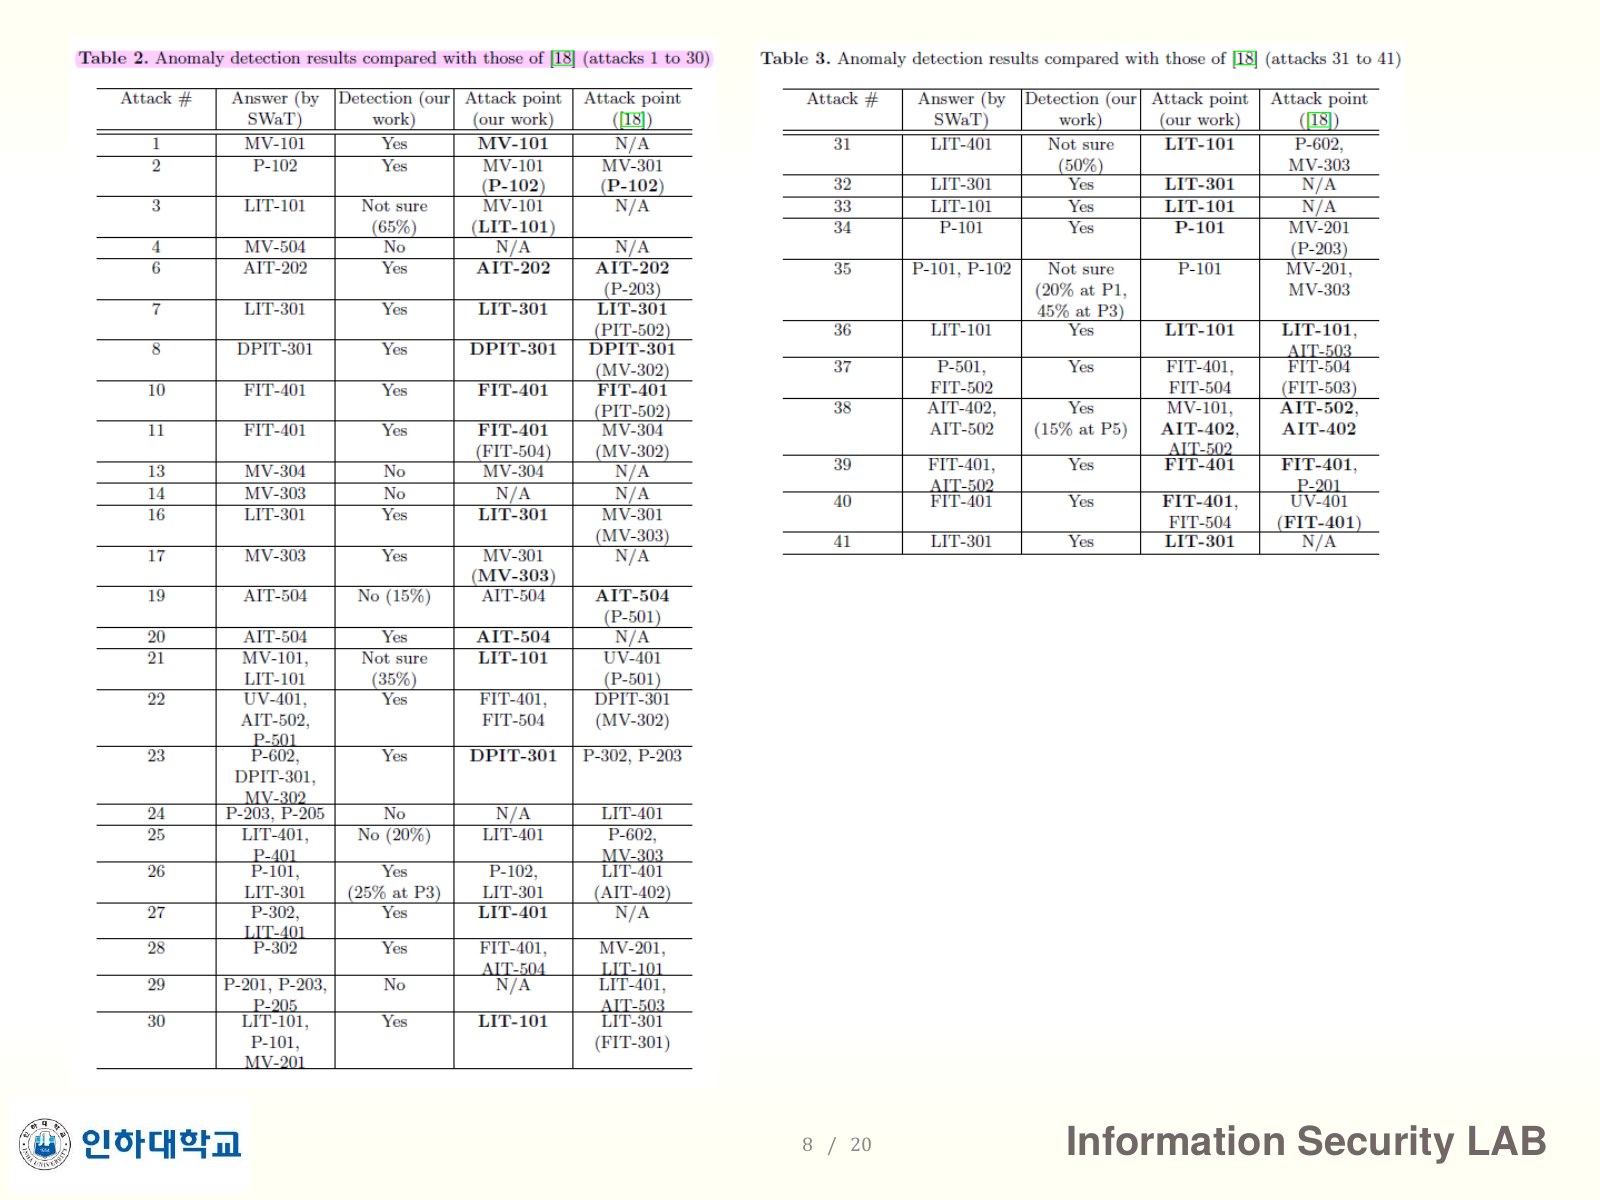 Table 2. Anomaly detection results compared with those of [18] (attacks 1 to 30)
Attack # Answer (by SWaT) Detection (our work) Attack point (our work) Attack point ([18])
1 MV-101 Yes MV-101 N/A
2 P-102 Yes MV-101 (P-102) MV-301 (P-102)
3 LIT-101 Not sure (65%) MV-101 (LIT-101) N/A
4 MV-504 No N/A N/A
6 AIT-202 Yes AIT-202 AIT-202 (P-203)
7 LIT-301 Yes LIT-301 LIT-301 (PIT-502)
8 DPIT-301 Yes DPIT-301 DPIT-301 (MV-302)
10 FIT-401 Yes FIT-401 FIT-401 (PIT-502)
11 FIT-401 Yes FIT-401 (FIT-504) MV-304 (MV-302)
13 MV-304 No MV-304 N/A
14 MV-303 No N/A N/A
16 LIT-301 Yes LIT-301 MV-301 (MV-303)
17 MV-303 Yes MV-301 (MV-303) N/A
19 AIT-504 No (15%) AIT-504 AIT-504 (P-501)
20 AIT-504 Yes AIT-504 N/A
21 MV-101, LIT-101 Not sure (35%) LIT-101 UV-401 (P-501)
22 UV-401, AIT-502, P-501 Yes FIT-401, FIT-504 DPIT-301 (MV-302)
23 P-602, DPIT-301, MV-302 Yes DPIT-301 P-302, P-203
24 P-203, P-205 No N/A LIT-401
25 LIT-401, P-401 No (20%) LIT-401 P-602, MV-303
26 P-101, LIT-301 Yes (25% at P3) P-102, LIT-301 LIT-401 (AIT-402)
27 P-302, LIT-401 Yes LIT-401 N/A
28 P-302 Yes FIT-401, AIT-504 MV-201, LIT-101
29 P-201, P-203, P-205 No N/A LIT-401, AIT-503
30 LIT-101, P-101, MV-201 Yes LIT-101 LIT-301 (FIT-301)
Table 3. Anomaly detection results compared with those of [18] (attacks 31 to 41)
Attack # Answer (by SWaT) Detection (our work) Attack point (our work) Attack point ([18])
31 LIT-401 Not sure (50%) LIT-101 P-602, MV-303
32 LIT-301 Yes LIT-301 N/A
33 LIT-101 Yes LIT-101 N/A
34 P-101 Yes P-101 MV-201 (P-203)
35 P-101, P-102 Not sure (20% at P1, 45% at P3) P-101 MV-201, MV-303
36 LIT-101 Yes LIT-101 LIT-101, AIT-503
37 P-501, FIT-502 Yes FIT-401, FIT-504 FIT-504 (FIT-503)
38 AIT-402, AIT-502 Yes (15% at P5) MV-101, AIT-402, AIT-502 AIT-502, AIT-402
39 FIT-401, AIT-502 Yes FIT-401 FIT-401, P-201
40 FIT-401 Yes FIT-401, FIT-504 UV-401 (FIT-401)
41 LIT-301 Yes LIT-301 N/A
인하대학교
8 / 20
Information Security LAB